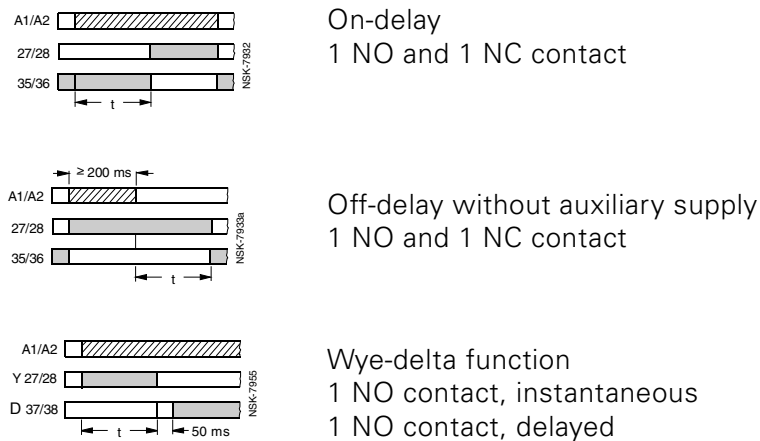 A1/A2
27/28
35/36
t
NSK-7932
On-delay
1 NO and 1 NC contact
≥ 200 ms
A1/A2
27/28
35/36
t
NSK-7933a
Off-delay without auxiliary supply
1 NO and 1 NC contact
A1/A2
Y 27/28
D 37/38
t
50 ms
NSK-7955
Wye-delta function
1 NO contact, instantaneous
1 NO contact, delayed